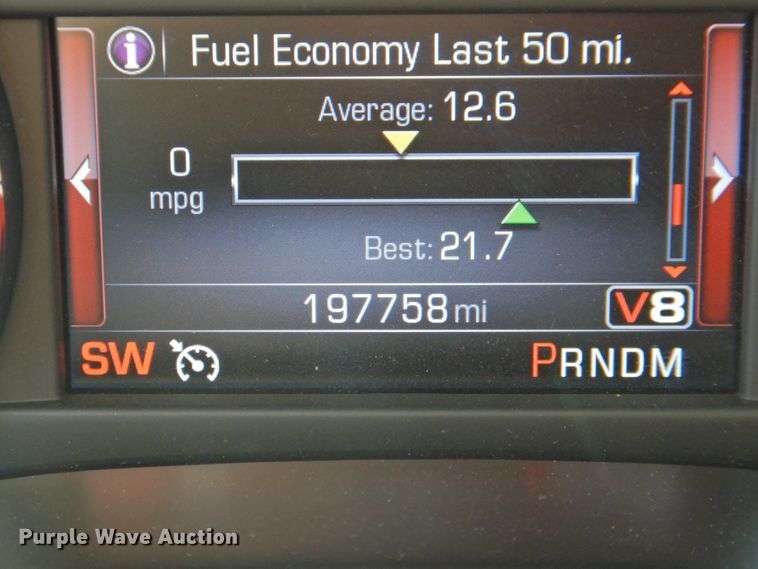 i Fuel Economy Last 50 mi.
Average: 12.6
0
mpg
Best: 21.7
197758 mi V8
SW PRNDM
Purple Wave Auction